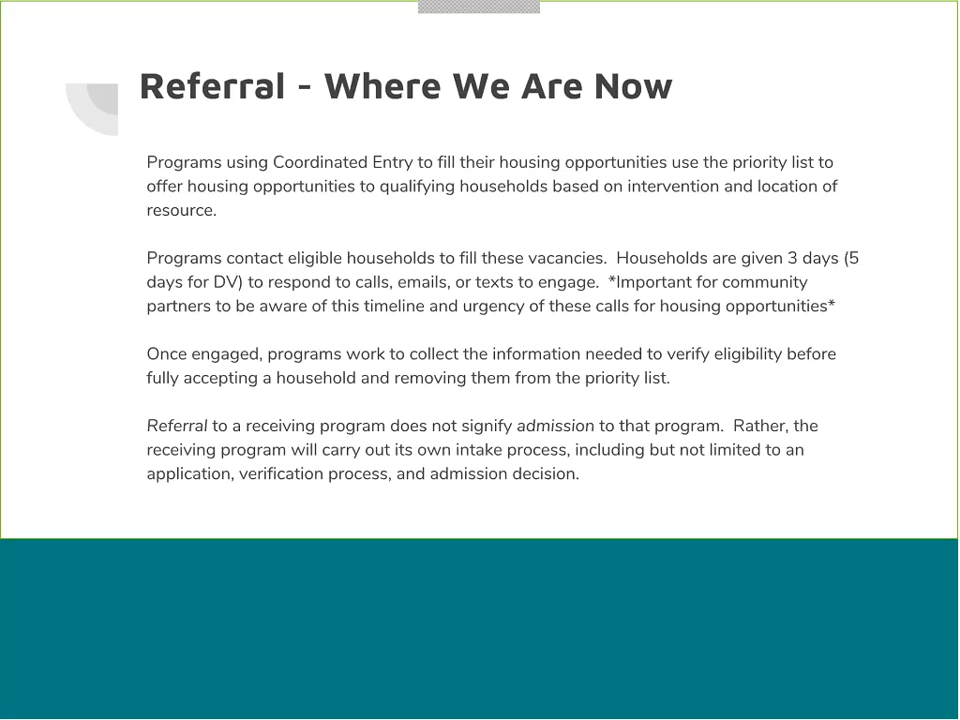 Referral - Where We Are Now
Programs using Coordinated Entry to fill their housing opportunities use the priority list to
offer housing opportunities to qualifying households based on intervention and location of
resource.
Programs contact eligible households to fill these vacancies.  Households are given 3 days (5
days for DV) to respond to calls, emails, or texts to engage.  *Important for community
partners to be aware of this timeline and urgency of these calls for housing opportunities*
Once engaged, programs work to collect the information needed to verify eligibility before
fully accepting a household and removing them from the priority list.
Referral to a receiving program does not signify admission to that program.  Rather, the
receiving program will carry out its own intake process, including but not limited to an
application, verification process, and admission decision.